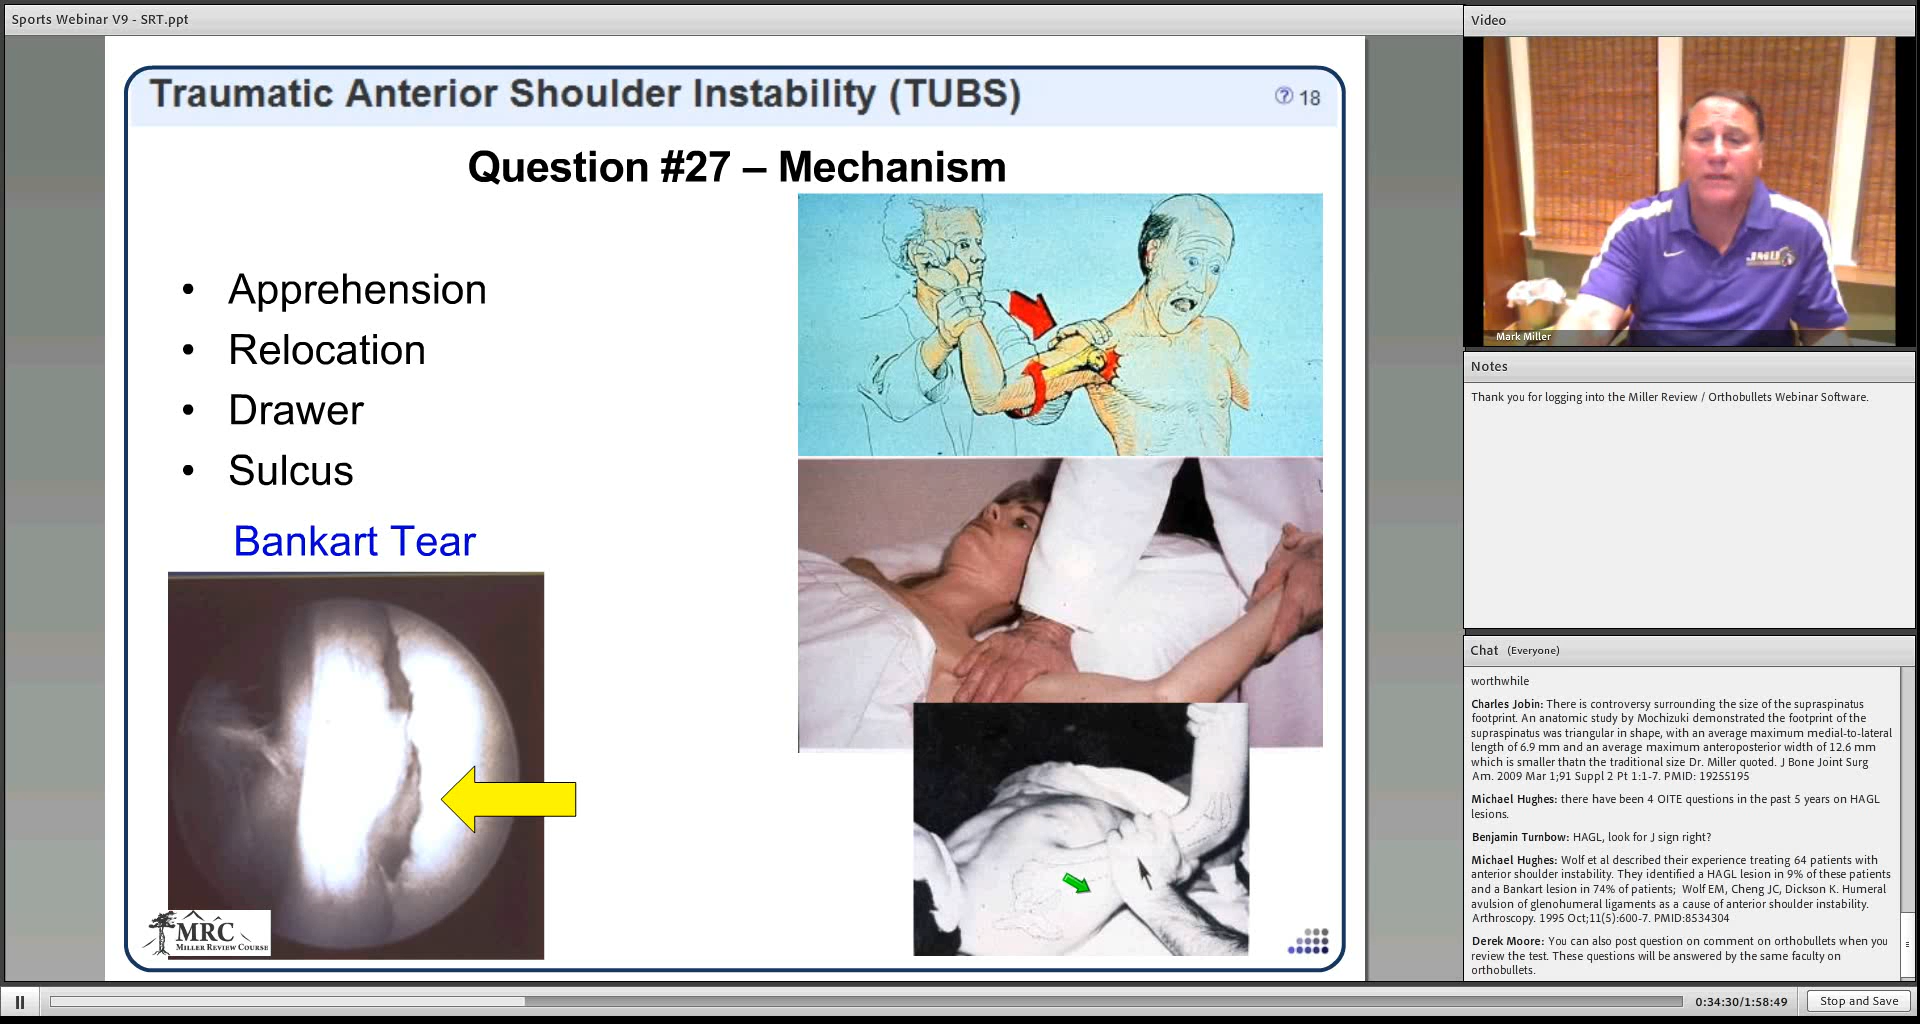 Sports Webinar V9 - SRT.ppt
Traumatic Anterior Shoulder Instability (TUBS)
? 18
Question #27 – Mechanism
• Apprehension
• Relocation
• Drawer
• Sulcus
Bankart Tear
MRC
MILLER REVIEW COURSE
Video
JMU
Mark Miller
Notes
Thank you for logging into the Miller Review / Orthobullets Webinar Software.
Chat (Everyone)
worthwhile
Charles Jobin: There is controversy surrounding the size of the supraspinatus
footprint. An anatomic study by Mochizuki demonstrated the footprint of the
supraspinatus was triangular in shape, with an average maximum medial-to-lateral
length of 6.9 mm and an average maximum anteroposterior width of 12.6 mm
which is smaller thatn the traditional size Dr. Miller quoted. J Bone Joint Surg
Am. 2009 Mar 1;91 Suppl 2 Pt 1:1-7. PMID: 19255195
Michael Hughes: there have been 4 OITE questions in the past 5 years on HAGL
lesions.
Benjamin Turnbow: HAGL, look for J sign right?
Michael Hughes: Wolf et al described their experience treating 64 patients with
anterior shoulder instability. They identified a HAGL lesion in 9% of these patients
and a Bankart lesion in 74% of patients; Wolf EM, Cheng JC, Dickson K. Humeral
avulsion of glenohumeral ligaments as a cause of anterior shoulder instability.
Arthroscopy. 1995 Oct;11(5):600-7. PMID:8534304
Derek Moore: You can also post question on comment on orthobullets when you
review the test. These questions will be answered by the same faculty on
orthobullets.
0:34:30/1:58:49
Stop and Save